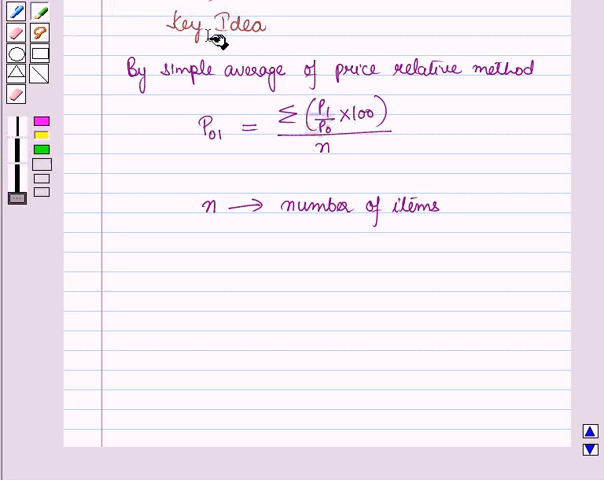 Key Idea
By simple average of price relative method
P₀₁ = Σ (P₁/P₀ × 100) / n
n → number of items